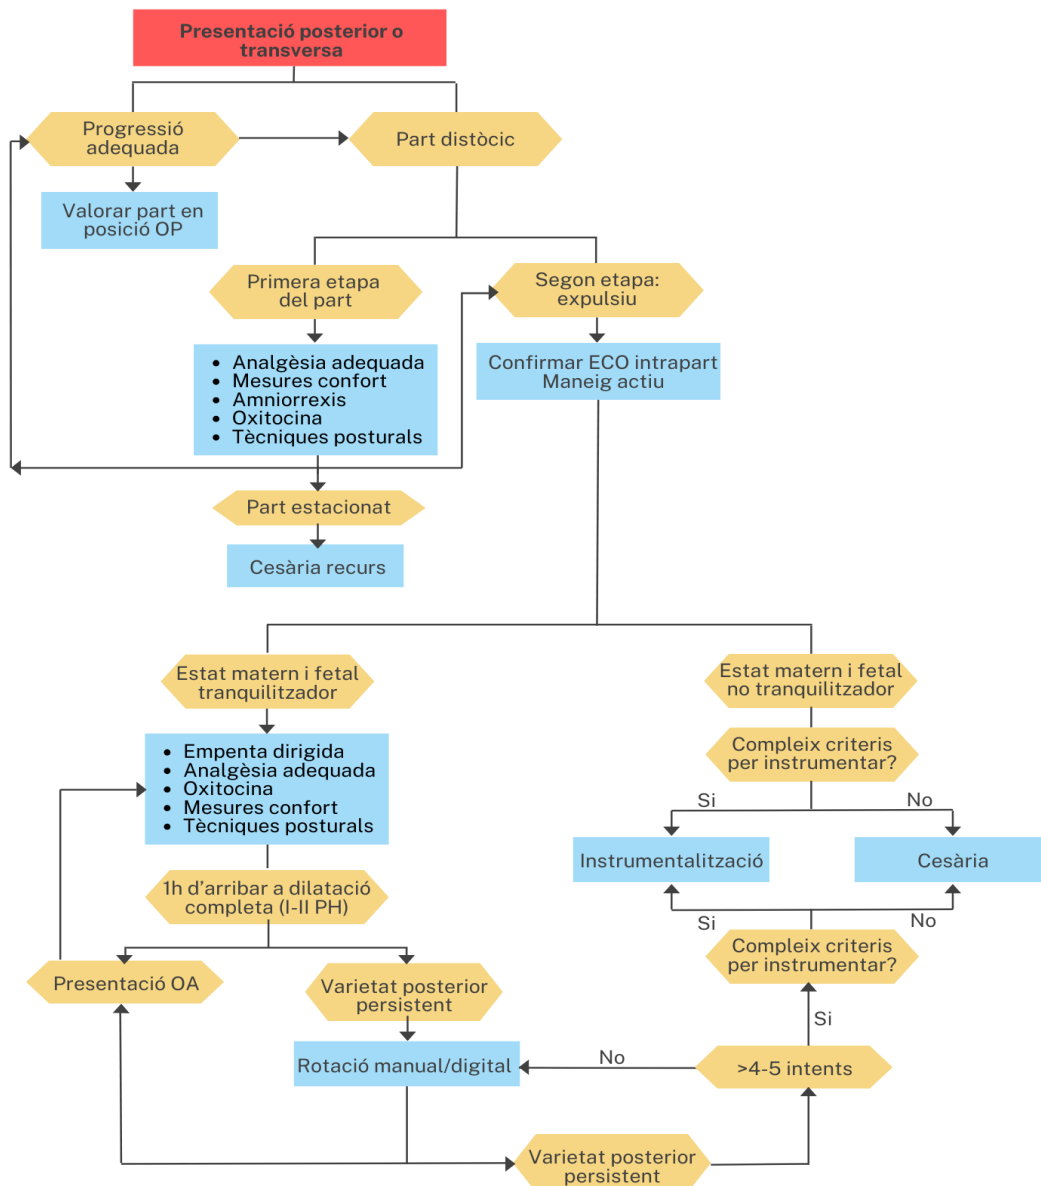 Presentació posterior o
transversa
Progressió
adequada
Part distòcic
Valorar part en
posició OP
Primera etapa
del part
Segon etapa:
expulsiu
• Analgèsia adequada
• Mesures confort
• Amniorrexis
• Oxitocina
• Tècniques posturals
Confirmar ECO intrapart
Maneig actiu
Part estacionat
Cesària recurs
Estat matern i fetal
tranquilitzador
Estat matern i fetal
no tranquilitzador
• Empenta dirigida
• Analgèsia adequada
• Oxitocina
• Mesures confort
• Tècniques posturals
Compleix criteris
per instrumentar?
Si
No
Instrumentalització
Cesària
1h d'arribar a dilatació
completa (I-II PH)
Si
No
Compleix criteris
per instrumentar?
Presentació OA
Varietat posterior
persistent
Si
Rotació manual/digital
No
>4-5 intents
Varietat posterior
persistent